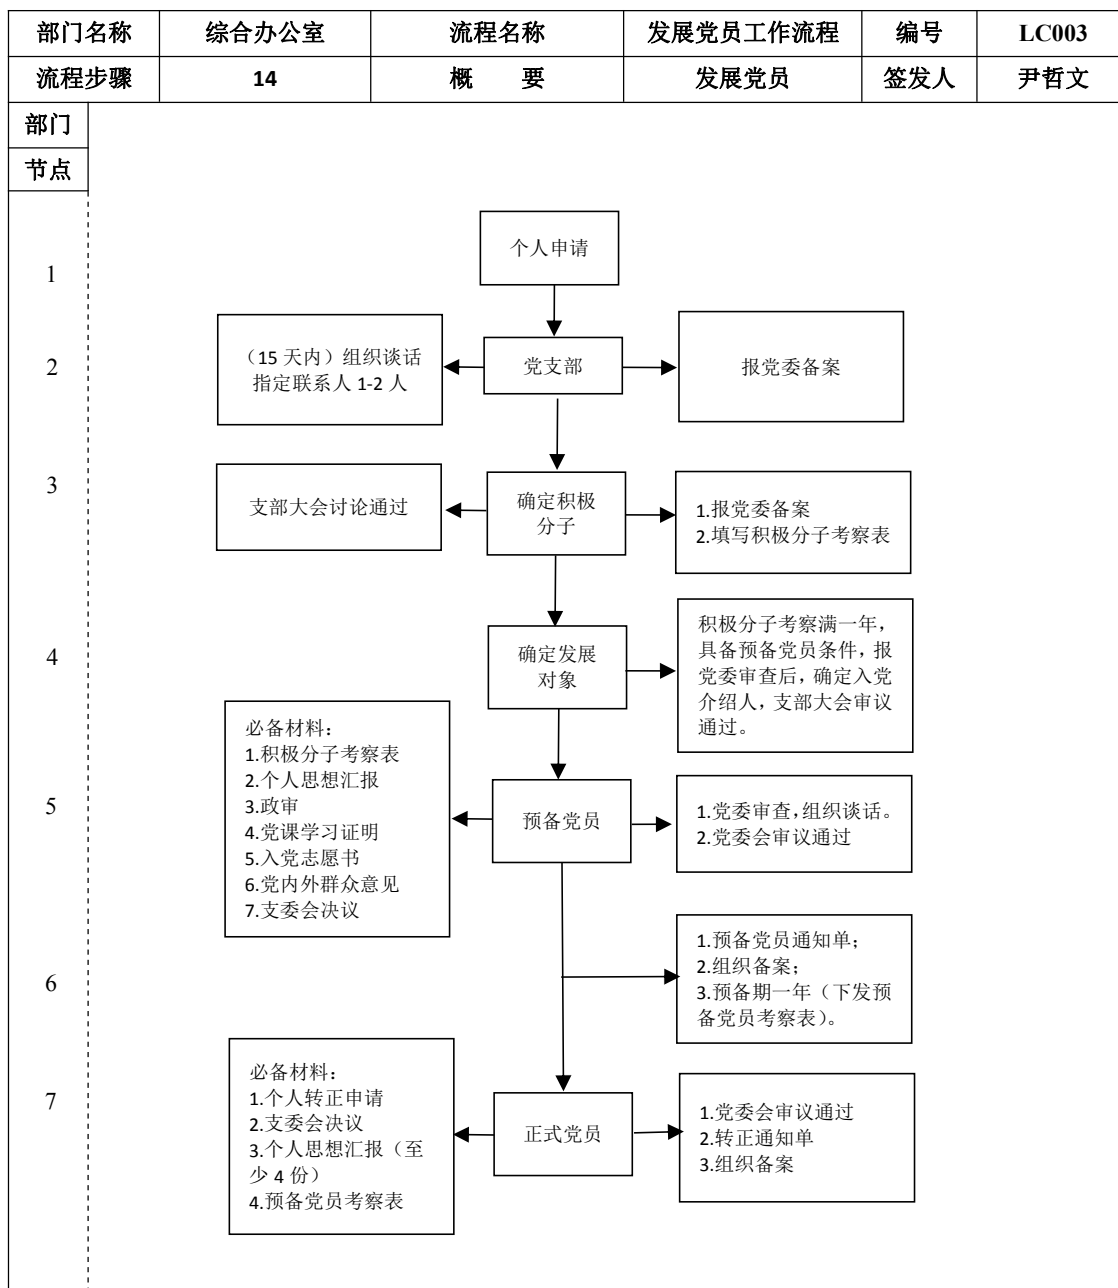 部门名称 综合办公室 流程名称 发展党员工作流程 编号 LC003
流程步骤 14 概 要 发展党员 签发人 尹哲文
部门
节点
1
个人申请
2
（15 天内）组织谈话
指定联系人 1-2 人
党支部
报党委备案
3
支部大会讨论通过
确定积极
分子
1.报党委备案
2.填写积极分子考察表
4
确定发展
对象
积极分子考察满一年，
具备预备党员条件，报
党委审查后，确定入党
介绍人，支部大会审议
通过。
5
必备材料：
1.积极分子考察表
2.个人思想汇报
3.政审
4.党课学习证明
5.入党志愿书
6.党内外群众意见
7.支委会决议
预备党员
1.党委审查，组织谈话。
2.党委会审议通过
6
1.预备党员通知单；
2.组织备案；
3.预备期一年（下发预
备党员考察表）。
7
必备材料：
1.个人转正申请
2.支委会决议
3.个人思想汇报（至
少 4 份）
4.预备党员考察表
正式党员
1.党委会审议通过
2.转正通知单
3.组织备案